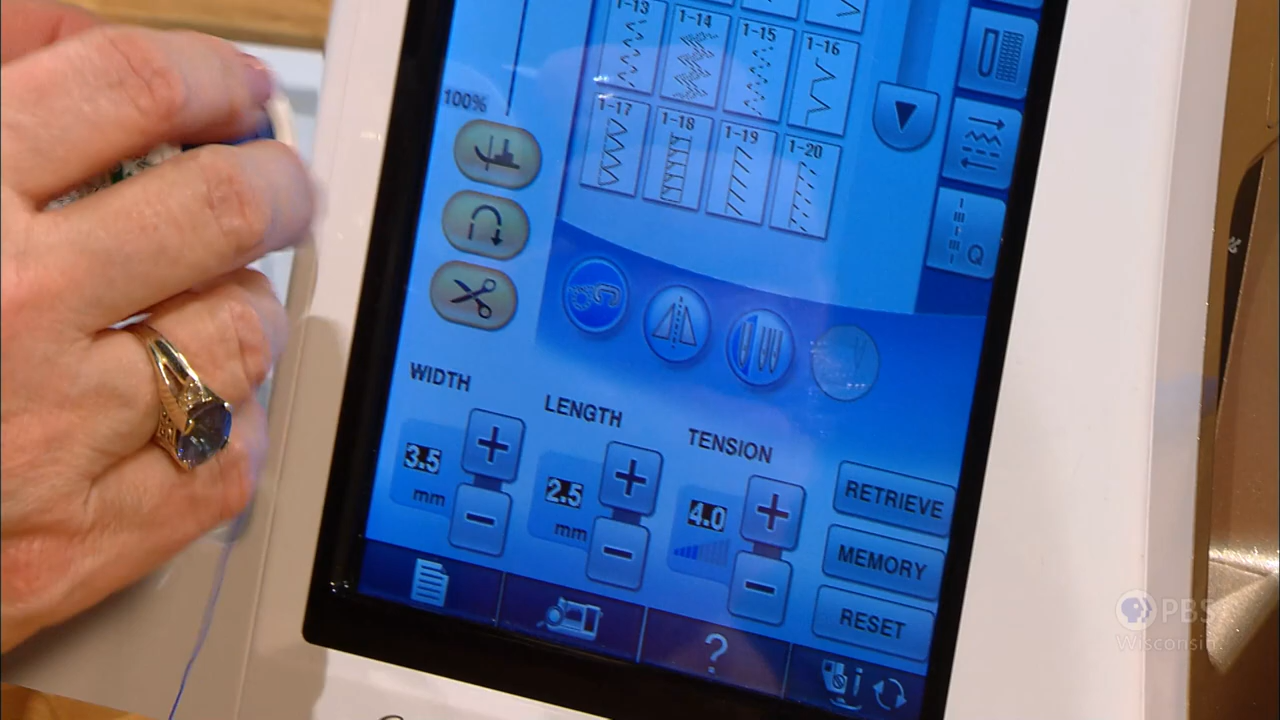 1-13
1-14
1-15
1-16
100%
1-17
1-18
1-19
1-20
Q
WIDTH
LENGTH
TENSION
3.5
mm
2.5
mm
4.0
RETRIEVE
MEMORY
RESET
?
i
PBS
Wisconsin